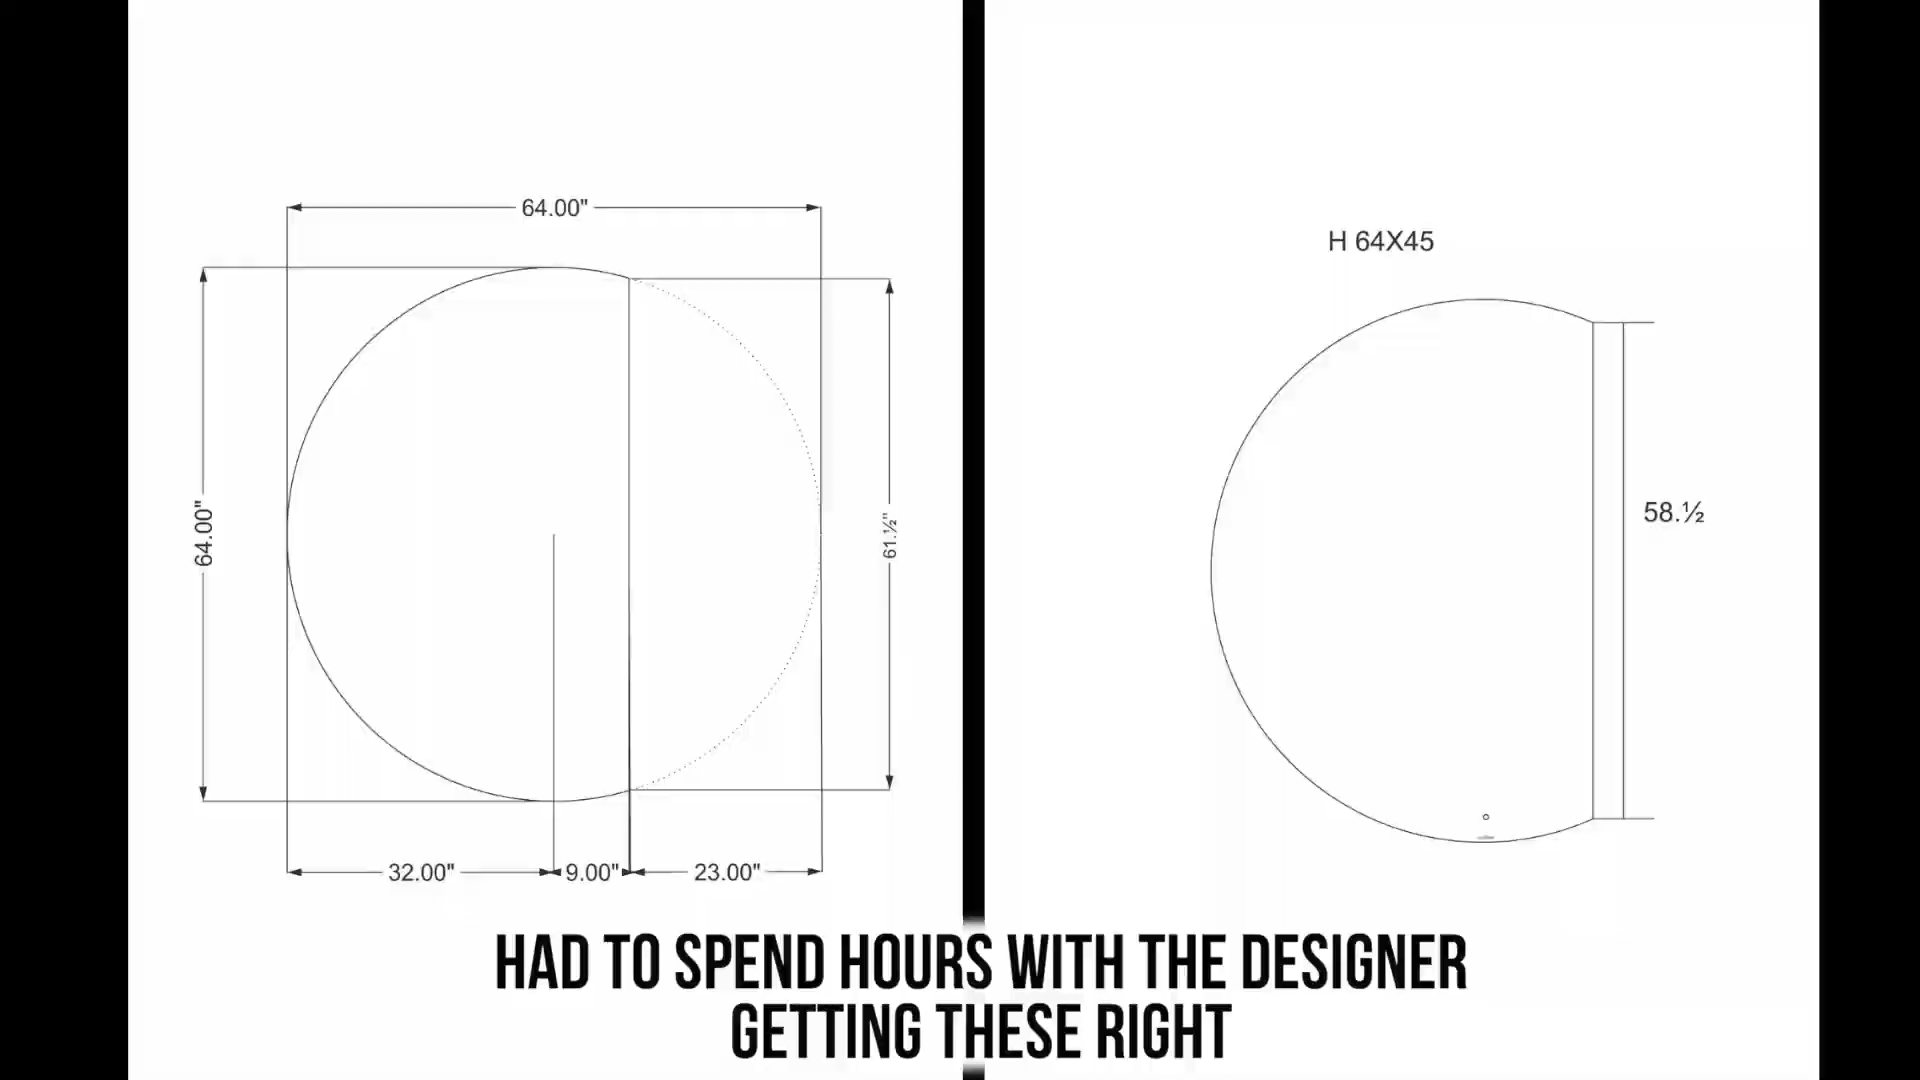 64.00"
64.00"
61.½"
32.00"
9.00"
23.00"
H 64X45
58.½
HAD TO SPEND HOURS WITH THE DESIGNER
GETTING THESE RIGHT